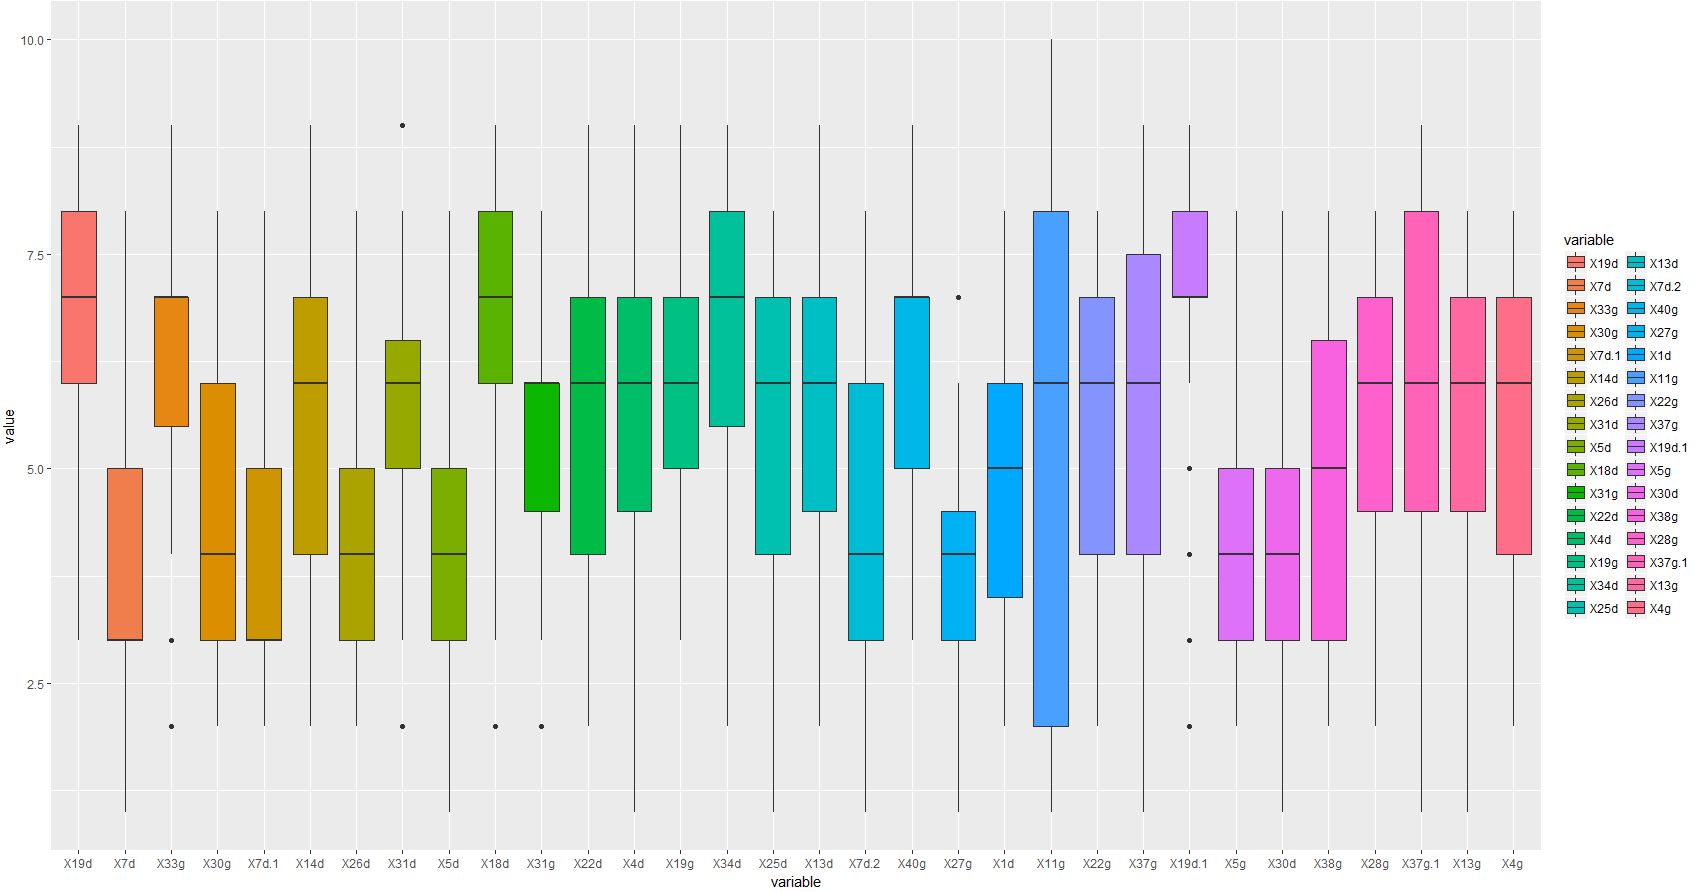 10.0
7.5
5.0
2.5
value
X19d X7d X33g X30g X7d.1 X14d X26d X31d X5d X18d X31g X22d X4d X19g X34d X25d X13d X7d.2 X40g X27g X1d X11g X22g X37g X19d.1 X5g X30d X38g X28g X37g.1 X13g X4g
variable
variable
X19d X13d
X7d X7d.2
X33g X40g
X30g X27g
X7d.1 X1d
X14d X11g
X26d X22g
X31d X37g
X5d X19d.1
X18d X5g
X31g X30d
X22d X38g
X4d X28g
X19g X37g.1
X34d X13g
X25d X4g